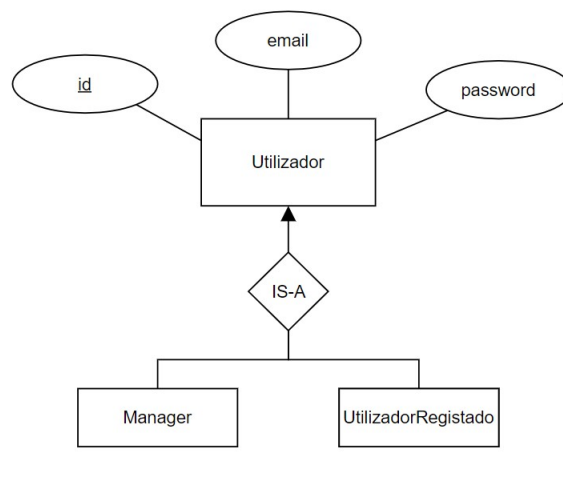 email
id
password
Utilizador
IS-A
Manager
UtilizadorRegistado